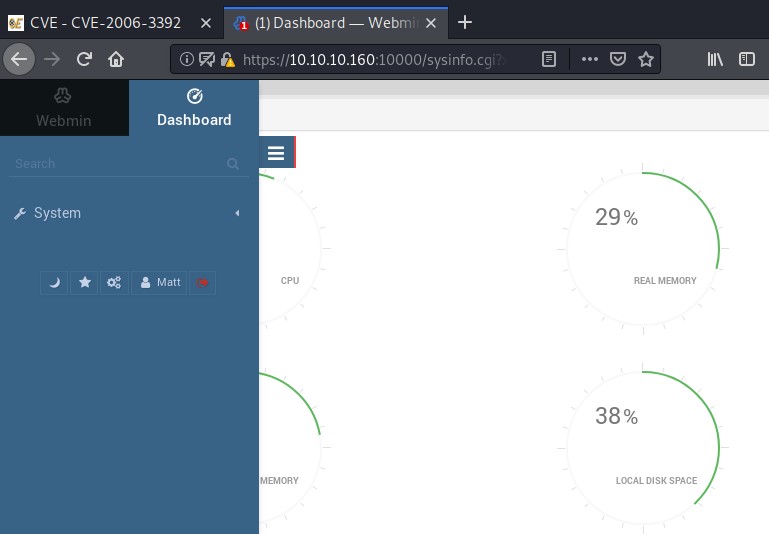 CVE - CVE-2006-3392
(1) Dashboard — Webmi
https://10.10.10.160:10000/sysinfo.cgi?
Webmin
Dashboard
Search
System
Matt
29%
CPU
REAL MEMORY
38%
MEMORY
LOCAL DISK SPACE